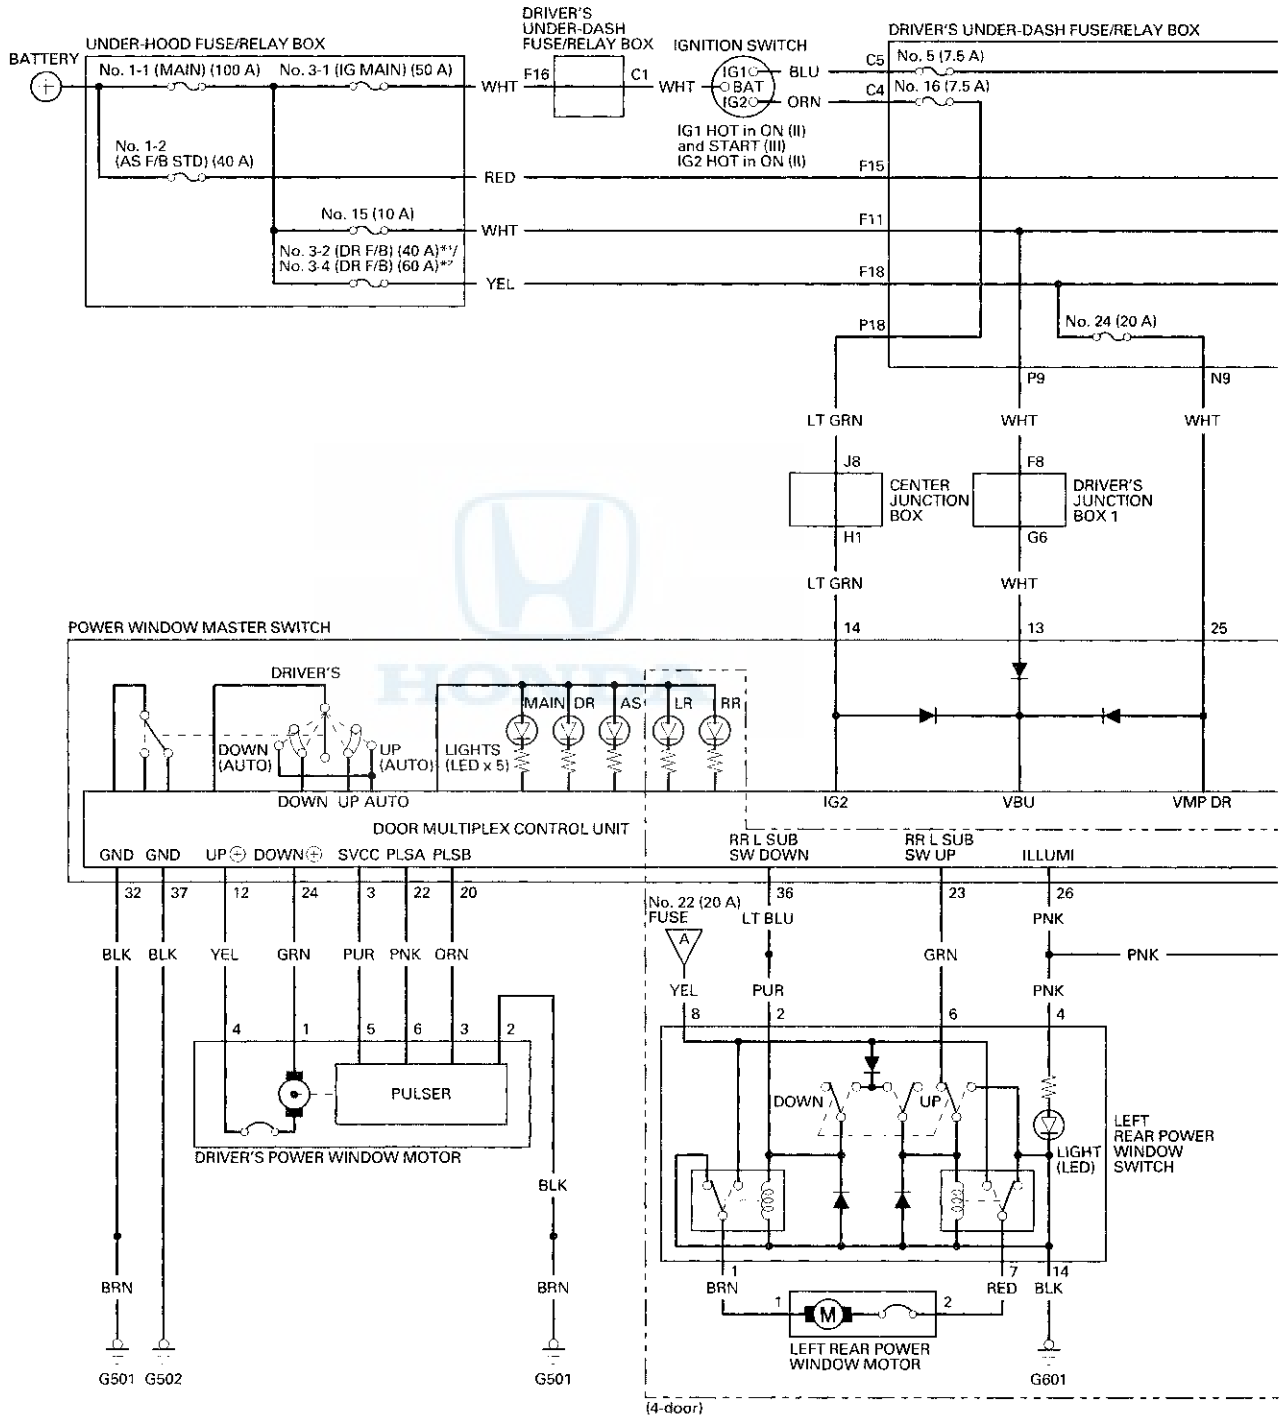 DRIVER'S
UNDER-DASH
FUSE/RELAY BOX
DRIVER'S UNDER-DASH FUSE/RELAY BOX
UNDER-HOOD FUSE/RELAY BOX
IGNITION SWITCH
BATTERY
No. 1-1 (MAIN) (100 A)
No. 3-1 (IG MAIN) (50 A)
WHT
F16
C1
WHT
IG1
BAT
IG2
BLU
ORN
C5
C4
No. 5 (7.5 A)
No. 16 (7.5 A)
IG1 HOT in ON (II)
and START (III)
IG2 HOT in ON (II)
No. 1-2
(AS F/B STD) (40 A)
RED
F15
No. 15 (10 A)
WHT
F11
No. 3-2 (DR F/B) (40 A)*1/
No. 3-4 (DR F/B) (60 A)*2
YEL
F18
P18
No. 24 (20 A)
P9
N9
LT GRN
WHT
WHT
J8
F8
CENTER
JUNCTION
BOX
DRIVER'S
JUNCTION
BOX 1
H1
G6
LT GRN
WHT
HONDA
POWER WINDOW MASTER SWITCH
14
13
25
DRIVER'S
MAIN
DR
AS
LR
RR
DOWN
(AUTO)
UP
(AUTO)
LIGHTS
(LED x 5)
DOWN
UP
AUTO
IG2
VBU
VMP DR
DOOR MULTIPLEX CONTROL UNIT
RR L SUB
SW DOWN
RR L SUB
SW UP
ILLUMI
GND
GND
UP +
DOWN +
SVCC
PLSA
PLSB
32
37
12
24
3
22
20
36
23
26
No. 22 (20 A)
FUSE
A
LT BLU
PNK
BLK
BLK
YEL
GRN
PUR
PNK
ORN
GRN
PNK
YEL
PUR
PNK
4
1
5
6
3
2
8
2
6
4
PULSER
DOWN
UP
DRIVER'S POWER WINDOW MOTOR
LIGHT
(LED)
LEFT
REAR POWER
WINDOW
SWITCH
BLK
1
7
14
BRN
BRN
BRN
RED
BLK
1
M
2
LEFT REAR POWER
WINDOW MOTOR
G501
G502
G501
G601
(4-door)